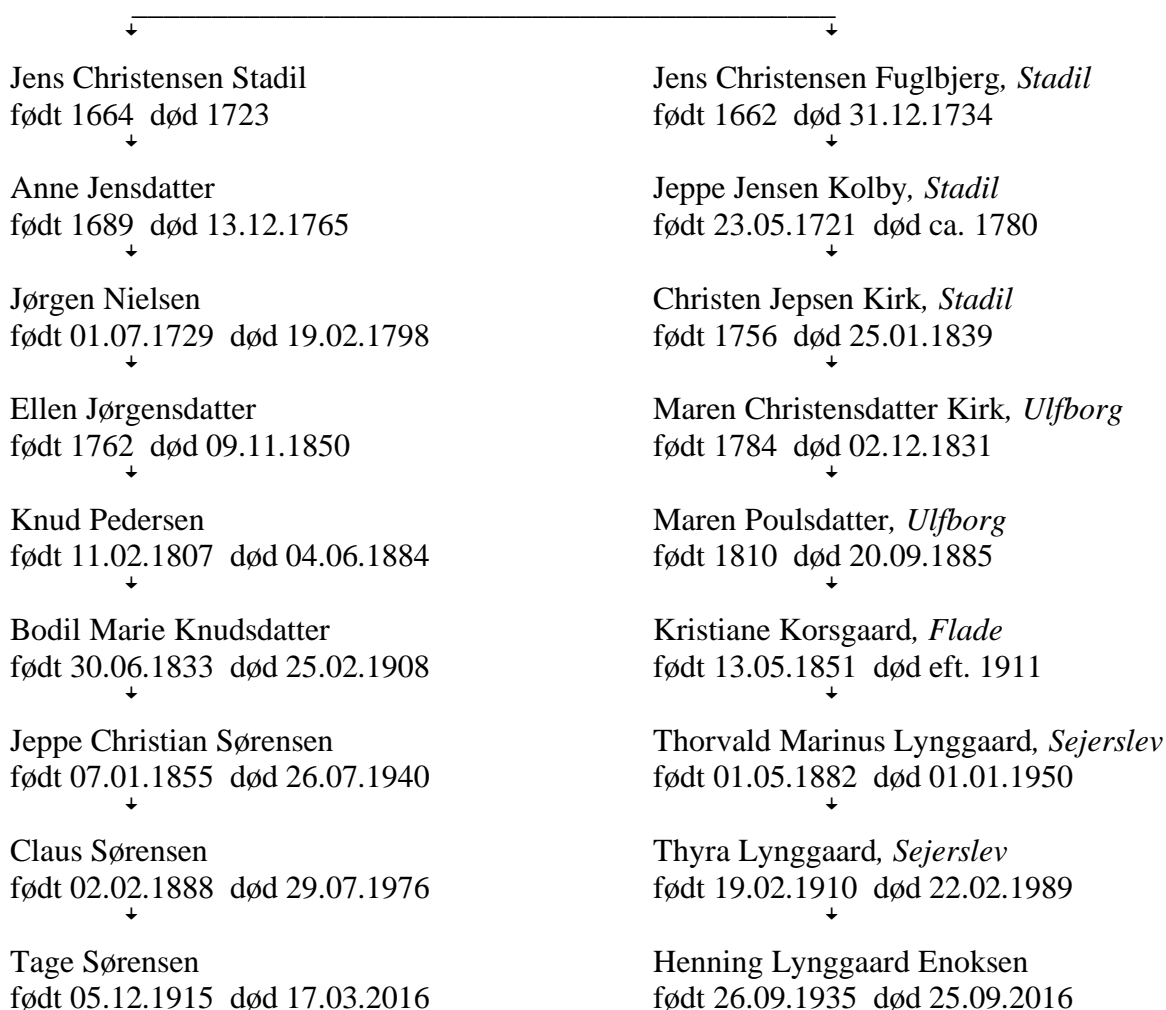 Jens Christensen Stadil
født 1664 død 1723
Anne Jensdatter
født 1689 død 13.12.1765
Jørgen Nielsen
født 01.07.1729 død 19.02.1798
Ellen Jørgensdatter
født 1762 død 09.11.1850
Knud Pedersen
født 11.02.1807 død 04.06.1884
Bodil Marie Knudsdatter
født 30.06.1833 død 25.02.1908
Jeppe Christian Sørensen
født 07.01.1855 død 26.07.1940
Claus Sørensen
født 02.02.1888 død 29.07.1976
Tage Sørensen
født 05.12.1915 død 17.03.2016
Jens Christensen Fuglbjerg, Stadil
født 1662 død 31.12.1734
Jeppe Jensen Kolby, Stadil
født 23.05.1721 død ca. 1780
Christen Jepsen Kirk, Stadil
født 1756 død 25.01.1839
Maren Christensdatter Kirk, Ulfborg
født 1784 død 02.12.1831
Maren Poulsdatter, Ulfborg
født 1810 død 20.09.1885
Kristiane Korsgaard, Flade
født 13.05.1851 død eft. 1911
Thorvald Marinus Lynggaard, Sejerslev
født 01.05.1882 død 01.01.1950
Thyra Lynggaard, Sejerslev
født 19.02.1910 død 22.02.1989
Henning Lynggaard Enoksen
født 26.09.1935 død 25.09.2016